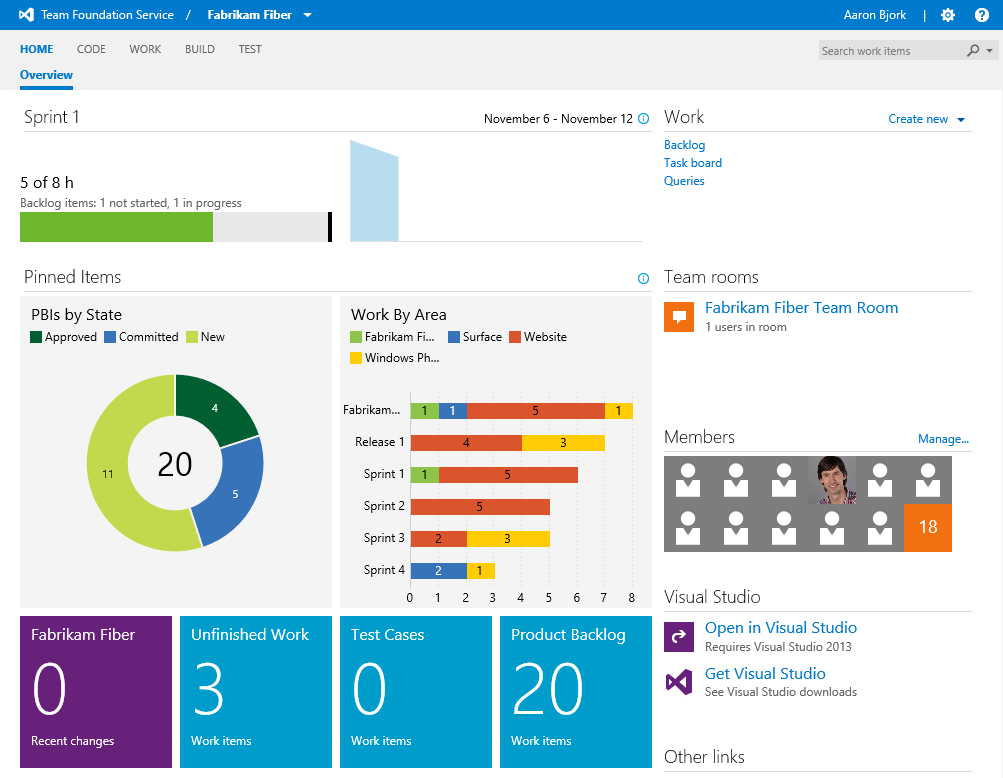 Team Foundation Service / Fabrikam Fiber
Aaron Bjork |
HOME CODE WORK BUILD TEST
Search work items
Overview
Sprint 1
November 6 - November 12
5 of 8 h
Backlog items: 1 not started, 1 in progress
Work
Create new
Backlog
Task board
Queries
Pinned Items
PBIs by State
Approved Committed New
4
5
11
20
Work By Area
Fabrikam Fi... Surface Website
Windows Ph...
Fabrikam... 1 1 5 1
Release 1 4 3
Sprint 1 1 5
Sprint 2 5
Sprint 3 2 3
Sprint 4 2 1
0 1 2 3 4 5 6 7 8
Fabrikam Fiber
0
Recent changes
Unfinished Work
3
Work items
Test Cases
0
Work items
Product Backlog
20
Work items
Team rooms
Fabrikam Fiber Team Room
1 users in room
Members
Manage...
18
Visual Studio
Open in Visual Studio
Requires Visual Studio 2013
Get Visual Studio
See Visual Studio downloads
Other links